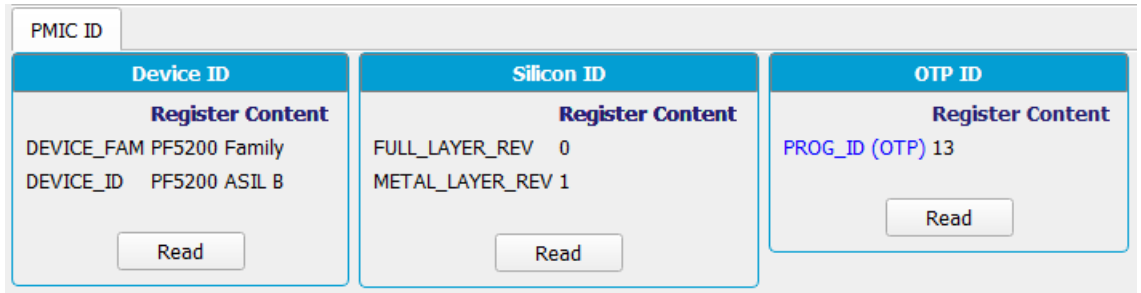 PMIC ID
Device ID
Register Content
DEVICE_FAM PF5200 Family
DEVICE_ID PF5200 ASIL B
Read
Silicon ID
Register Content
FULL_LAYER_REV 0
METAL_LAYER_REV 1
Read
OTP ID
Register Content
PROG_ID (OTP) 13
Read